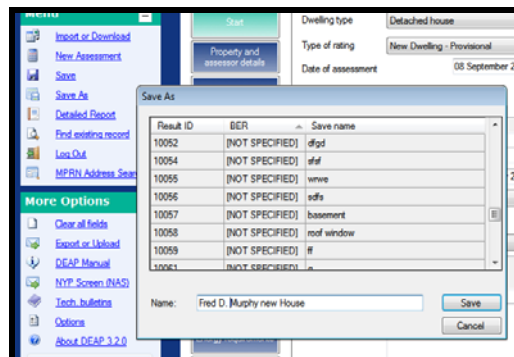 Menu
Import or Download
New Assessment
Save
Save As
Detailed Report
Find existing record
Log Out
MPRN Address Sear
More Options
Clear all fields
Export or Upload
DEAP Manual
NYP Screen (NAS)
Tech. bulletins
Options
About DEAP 3.2.0
Start
Property and
assessor details
Dwelling type Detached house
Type of rating New Dwelling - Provisional
Date of assessment 08 September 2
Save As
Result ID BER Save name
10052 [NOT SPECIFIED] dfgd
10054 [NOT SPECIFIED] sfsf
10055 [NOT SPECIFIED] wrwe
10056 [NOT SPECIFIED] sdfs
10057 [NOT SPECIFIED] basement
10058 [NOT SPECIFIED] roof window
10059 [NOT SPECIFIED] ff
10061 [NOT SPECIFIED]
Name: Fred D. Murphy new House Save
Cancel